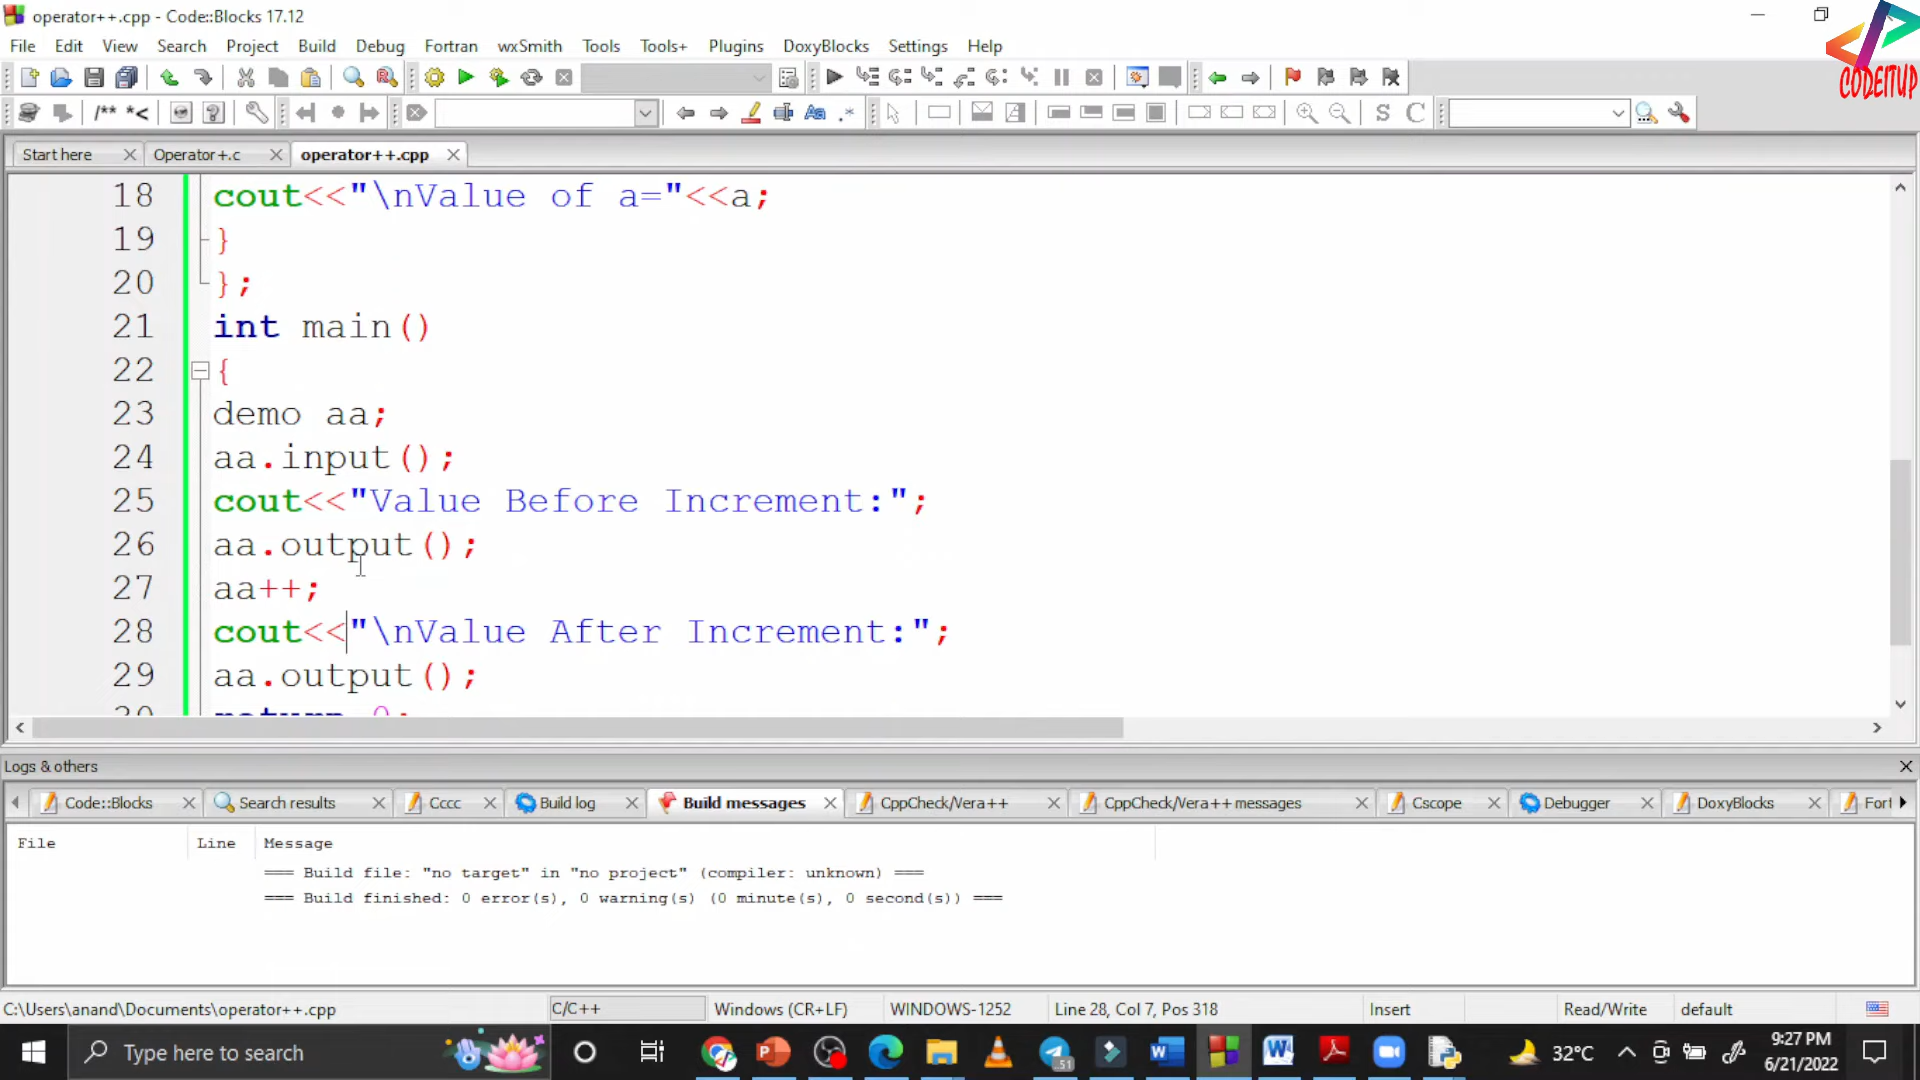 operator++.cpp - Code::Blocks 17.12
File Edit View Search Project Build Debug Fortran wxSmith Tools Tools+ Plugins DoxyBlocks Settings Help
CODEITUP
/** *<
S C
Start here Operator+.c operator++.cpp
18 cout<<"\nValue of a="<<a;
19 }
20 };
21 int main()
22 {
23 demo aa;
24 aa.input();
25 cout<<"Value Before Increment:";
26 aa.output();
27 aa++;
28 cout<<"\nValue After Increment:";
29 aa.output();
30 return 0;
Logs & others
Code::Blocks Search results Cccc Build log Build messages CppCheck/Vera++ CppCheck/Vera++ messages Cscope Debugger DoxyBlocks Fort
File Line Message
=== Build file: "no target" in "no project" (compiler: unknown) ===
=== Build finished: 0 error(s), 0 warning(s) (0 minute(s), 0 second(s)) ===
C:\Users\anand\Documents\operator++.cpp C/C++ Windows (CR+LF) WINDOWS-1252 Line 28, Col 7, Pos 318 Insert Read/Write default
Type here to search 51 32°C 9:27 PM
6/21/2022